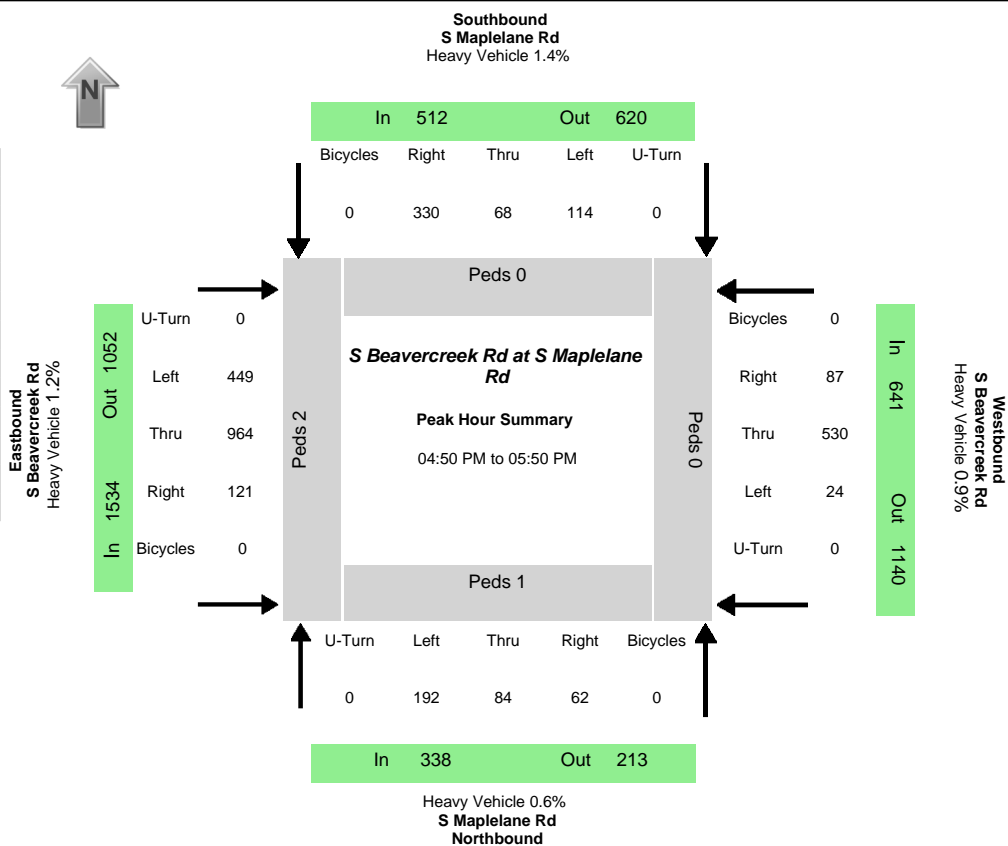 Southbound
S Maplelane Rd
Heavy Vehicle 1.4%
N
In 512 Out 620
Bicycles Right Thru Left U-Turn
0 330 68 114 0
Peds 0
Eastbound
S Beavercreek Rd
Heavy Vehicle 1.2%
In 1534 Out 1052
U-Turn 0
Left 449
Thru 964
Right 121
Bicycles 0
Peds 2
S Beavercreek Rd at S Maplelane
Rd
Peak Hour Summary
04:50 PM to 05:50 PM
Peds 0
Bicycles 0
Right 87
Thru 530
Left 24
U-Turn 0
In 641 Out 1140
Westbound
S Beavercreek Rd
Heavy Vehicle 0.9%
Peds 1
U-Turn Left Thru Right Bicycles
0 192 84 62 0
In 338 Out 213
Heavy Vehicle 0.6%
S Maplelane Rd
Northbound